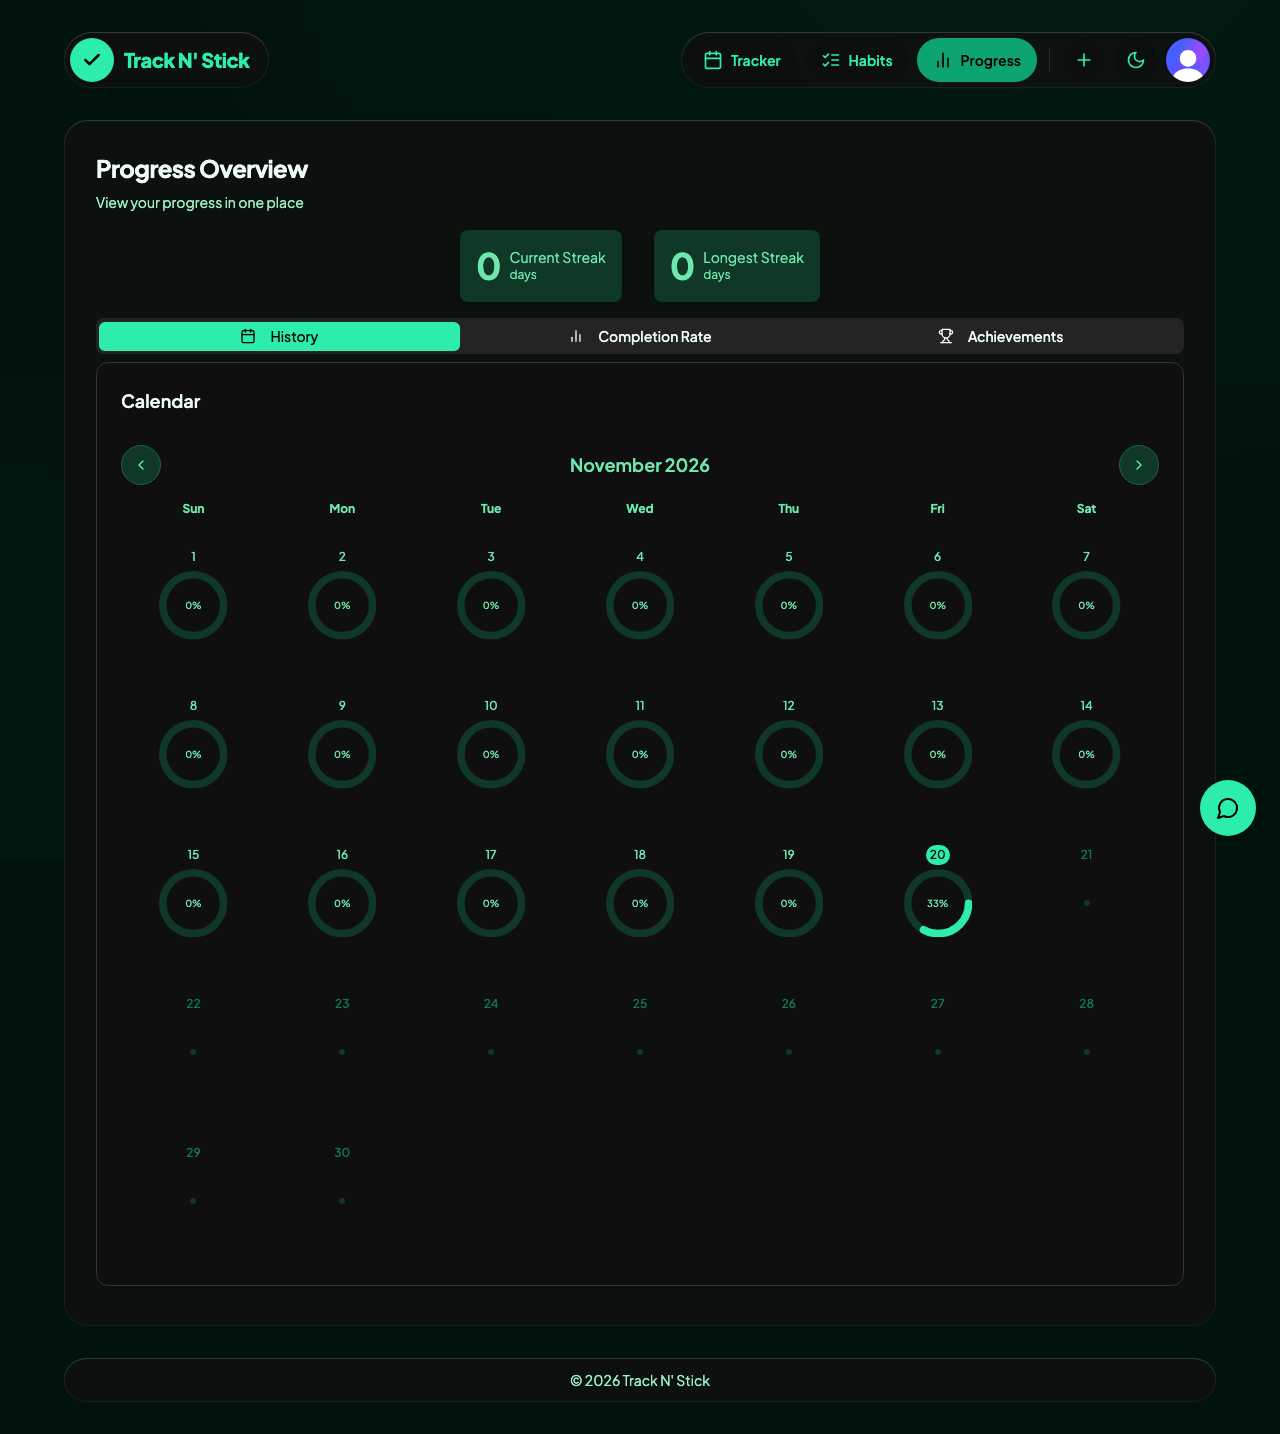 Track N' Stick
Tracker
Habits
Progress
Progress Overview
View your progress in one place
0 Current Streak
days
0 Longest Streak
days
History
Completion Rate
Achievements
Calendar
November 2026
Sun Mon Tue Wed Thu Fri Sat
1 2 3 4 5 6 7
0% 0% 0% 0% 0% 0% 0%
8 9 10 11 12 13 14
0% 0% 0% 0% 0% 0% 0%
15 16 17 18 19 20 21
0% 0% 0% 0% 0% 33%
22 23 24 25 26 27 28
29 30
© 2026 Track N' Stick